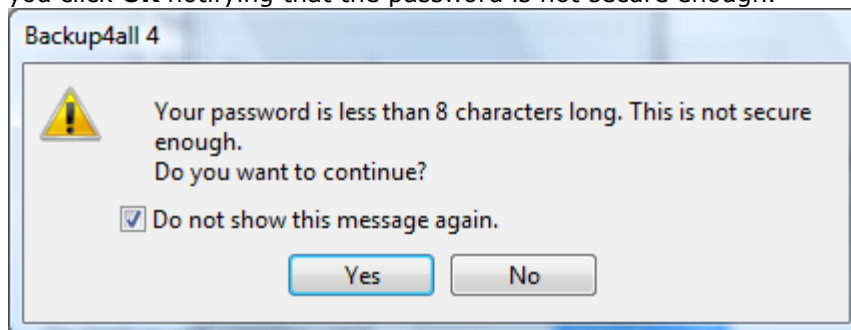 you click OK notifying that the password is not secure enough.
Backup4all 4
Your password is less than 8 characters long. This is not secure
enough.
Do you want to continue?
Do not show this message again.
Yes No